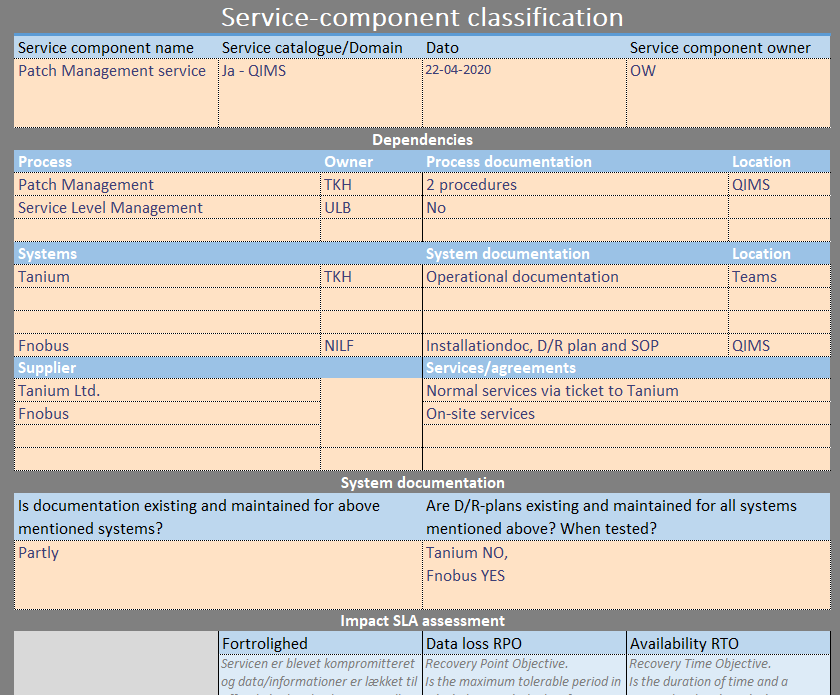 Service-component classification
Service component name Service catalogue/Domain Dato Service component owner
Patch Management service Ja - QIMS 22-04-2020 OW
Dependencies
Process Owner Process documentation Location
Patch Management TKH 2 procedures QIMS
Service Level Management ULB No
Systems System documentation Location
Tanium TKH Operational documentation Teams
Fnobus NILF Installationdoc, D/R plan and SOP QIMS
Supplier Services/agreements
Tanium Ltd. Normal services via ticket to Tanium
Fnobus On-site services
System documentation
Is documentation existing and maintained for above Are D/R-plans existing and maintained for all systems
mentioned systems? mentioned above? When tested?
Partly Tanium NO,
Fnobus YES
Impact SLA assessment
Fortrolighed Data loss RPO Availability RTO
Servicen er blevet kompromitteret Recovery Point Objective. Recovery Time Objective.
og data/informationer er lækket til Is the maximum tolerable period in Is the duration of time and a